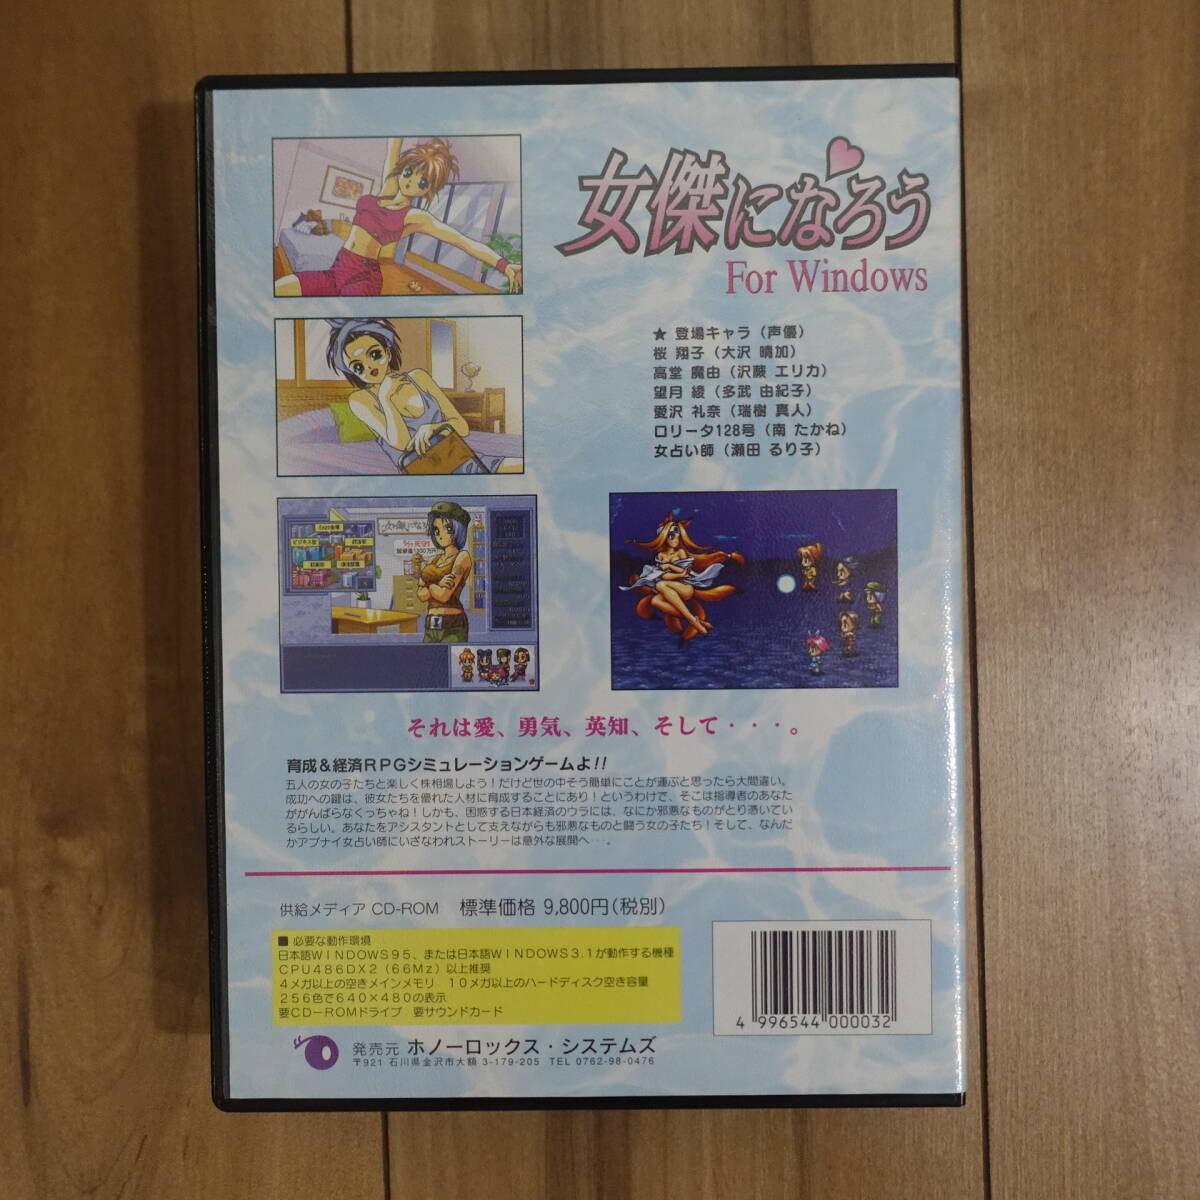 女傑になろう
For Windows
★ 登場キャラ（声優）
桜 翔子（大沢 晴加）
高堂 魔由（沢蕨 エリカ）
望月 綾（多武 由紀子）
愛沢 礼奈（瑞樹 真人）
ロリータ128号（南 たかね）
女占い師（瀬田 るり子）
それは愛、勇気、英知、そして・・・。
育成＆経済RPGシミュレーションゲームよ!!
五人の女の子たちと楽しく株相場しよう！だけど世の中そう簡単にことが運ぶと思ったら大間違い。
成功への鍵は、彼女たちを優れた人材に育成することにあり！というわけで、そこは指導者のあなた
ががんばらなくっちゃね！しかも、困惑する日本経済のウラには、なにか邪悪なものがとり憑いてい
るらしい。あなたをアシスタントとして支えながらも邪悪なものと闘う女の子たち！そして、なんだ
かアブナイ女占い師にいざなわれストーリーは意外な展開へ・・・。
供給メディア CD-ROM 標準価格 9,800円（税別）
■ 必要な動作環境
日本語WINDOWS95、または日本語WINDOWS3.1が動作する機種
CPU486DX2（66Mz）以上推奨
4メガ以上の空きメインメモリ 10メガ以上のハードディスク空き容量
256色で640×480の表示
要CD-ROMドライブ 要サウンドカード
4 996544 000032
発売元 ホノーロックス・システムズ
〒921 石川県金沢市大額 3-179-205 TEL 0762-98-0476